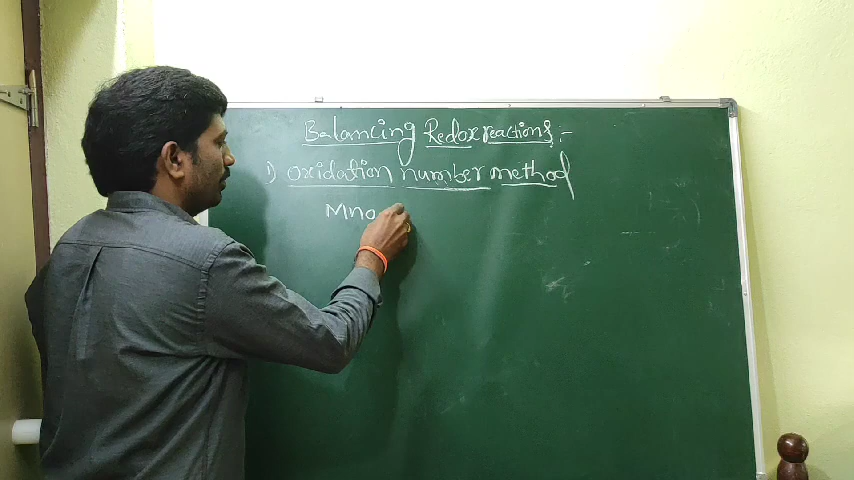 Balancing Redox reactions :-
1) oxidation number method
Mno